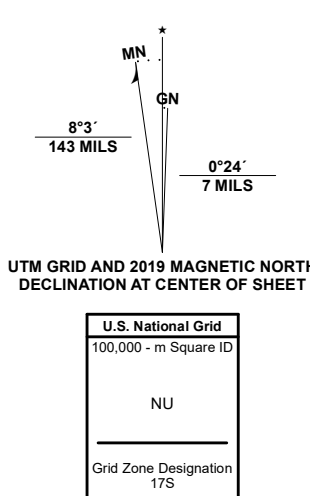 ★
MN
GN
8°3´
143 MILS
0°24´
7 MILS
UTM GRID AND 2019 MAGNETIC NORTH
DECLINATION AT CENTER OF SHEET
U.S. National Grid
100,000 - m Square ID
NU
Grid Zone Designation
17S